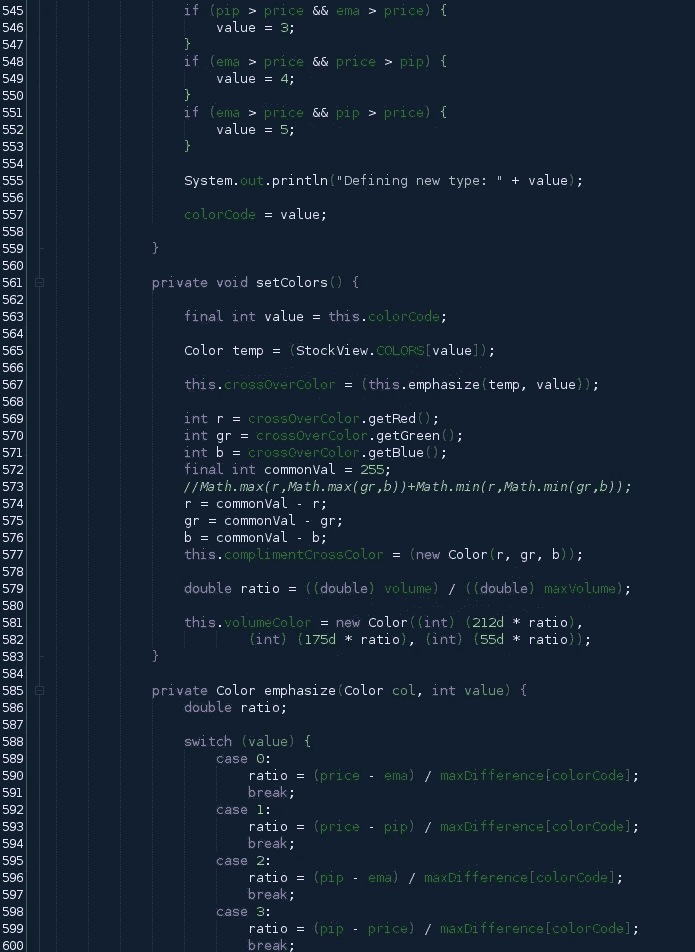 545 if (pip > price && ema > price) {
546 value = 3;
547 }
548 if (ema > price && price > pip) {
549 value = 4;
550 }
551 if (ema > price && pip > price) {
552 value = 5;
553 }
554
555 System.out.println("Defining new type: " + value);
556
557 colorCode = value;
558
559 }
560
561 private void setColors() {
562
563 final int value = this.colorCode;
564
565 Color temp = (StockView.COLORS[value]);
566
567 this.crossOverColor = (this.emphasize(temp, value));
568
569 int r = crossOverColor.getRed();
570 int gr = crossOverColor.getGreen();
571 int b = crossOverColor.getBlue();
572 final int commonVal = 255;
573 //Math.max(r,Math.max(gr,b))+Math.min(r,Math.min(gr,b));
574 r = commonVal - r;
575 gr = commonVal - gr;
576 b = commonVal - b;
577 this.complimentCrossColor = (new Color(r, gr, b));
578
579 double ratio = ((double) volume) / ((double) maxVolume);
580
581 this.volumeColor = new Color((int) (212d * ratio),
582 (int) (175d * ratio), (int) (55d * ratio));
583 }
584
585 private Color emphasize(Color col, int value) {
586 double ratio;
587
588 switch (value) {
589 case 0:
590 ratio = (price - ema) / maxDifference[colorCode];
591 break;
592 case 1:
593 ratio = (price - pip) / maxDifference[colorCode];
594 break;
595 case 2:
596 ratio = (pip - ema) / maxDifference[colorCode];
597 break;
598 case 3:
599 ratio = (pip - price) / maxDifference[colorCode];
600 break;